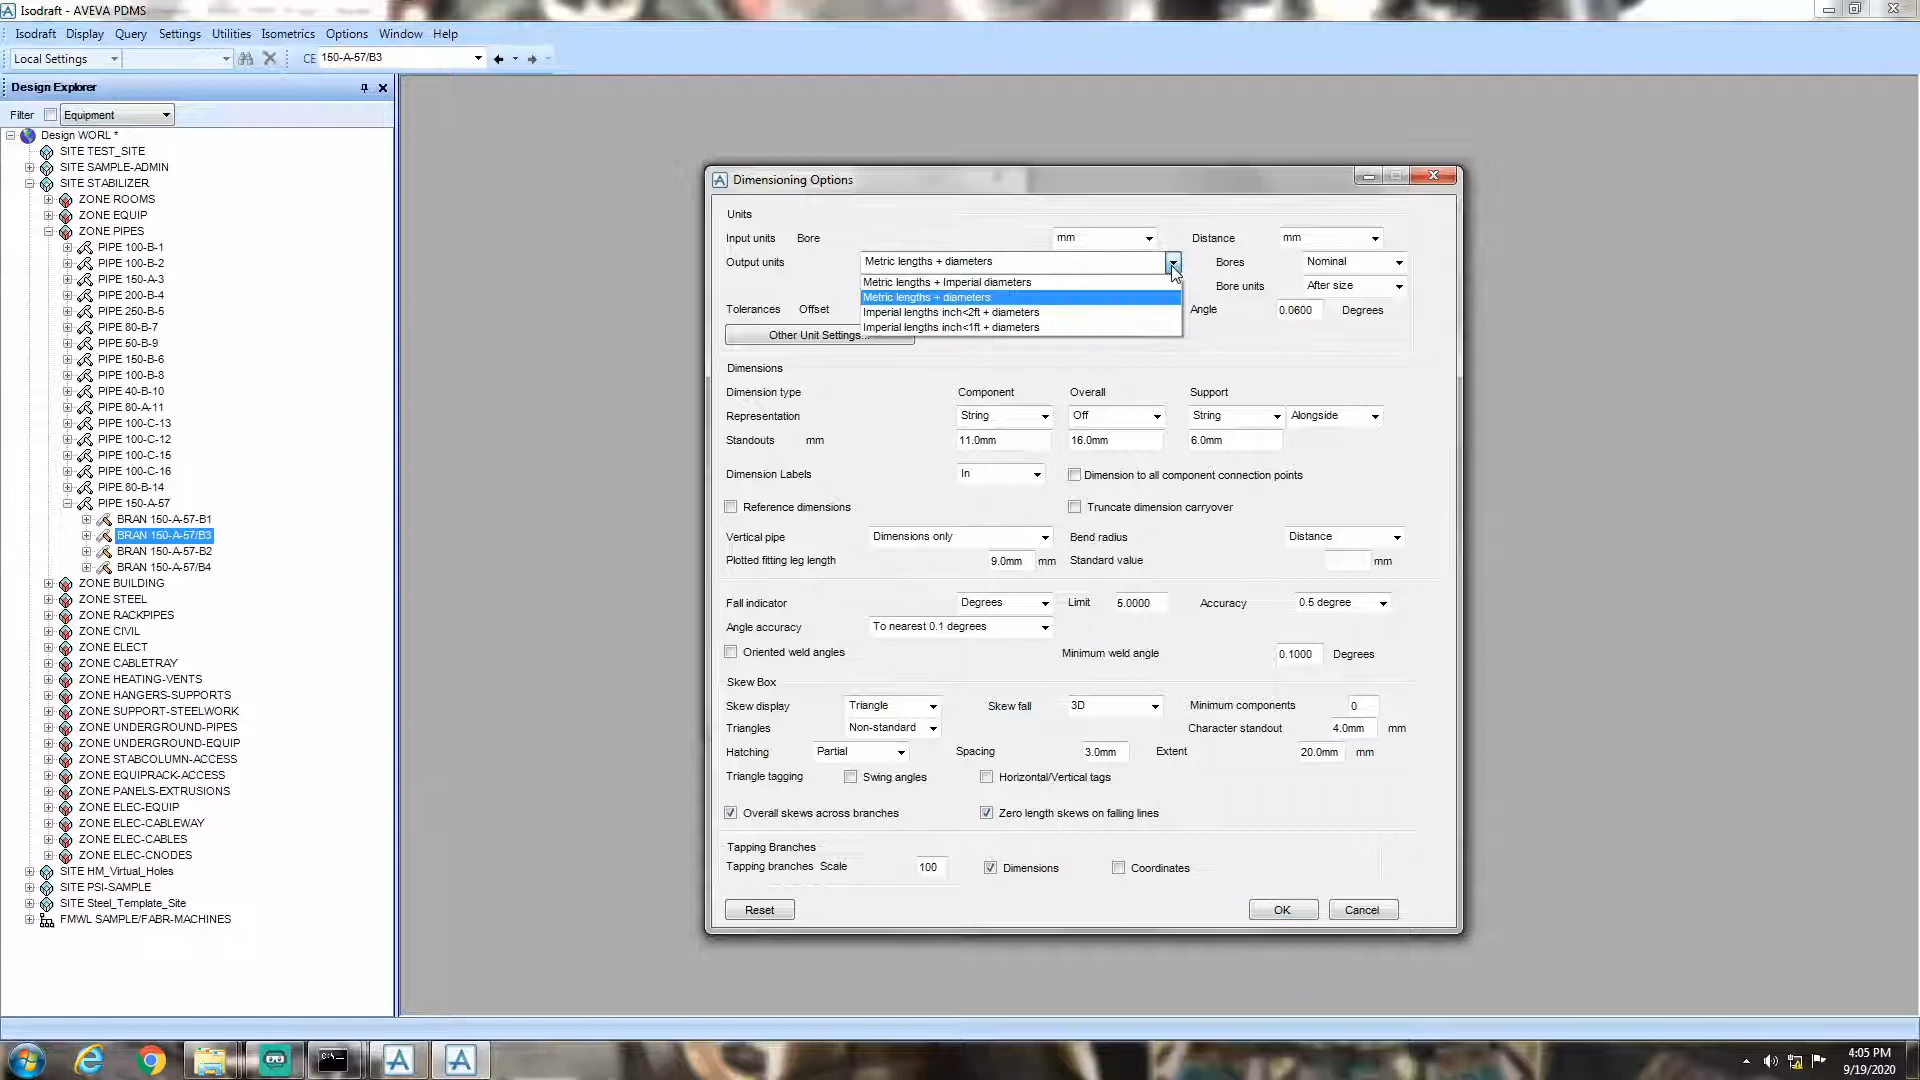 Isodraft - AVEVA PDMS
Isodraft Display Query Settings Utilities Isometrics Options Window Help
Local Settings CE 150-A-57/B3
Design Explorer
Filter Equipment
Design WORL *
SITE TEST_SITE
SITE SAMPLE-ADMIN
SITE STABILIZER
ZONE ROOMS
ZONE EQUIP
ZONE PIPES
PIPE 100-B-1
PIPE 100-B-2
PIPE 150-A-3
PIPE 200-B-4
PIPE 250-B-5
PIPE 80-B-7
PIPE 50-B-9
PIPE 150-B-6
PIPE 100-B-8
PIPE 40-B-10
PIPE 80-A-11
PIPE 100-C-13
PIPE 100-C-12
PIPE 100-C-15
PIPE 100-C-16
PIPE 80-B-14
PIPE 150-A-57
BRAN 150-A-57-B1
BRAN 150-A-57/B3
BRAN 150-A-57-B2
BRAN 150-A-57/B4
ZONE BUILDING
ZONE STEEL
ZONE RACKPIPES
ZONE CIVIL
ZONE ELECT
ZONE CABLETRAY
ZONE HEATING-VENTS
ZONE HANGERS-SUPPORTS
ZONE SUPPORT-STEELWORK
ZONE UNDERGROUND-PIPES
ZONE UNDERGROUND-EQUIP
ZONE STABCOLUMN-ACCESS
ZONE EQUIPRACK-ACCESS
ZONE PANELS-EXTRUSIONS
ZONE ELEC-EQUIP
ZONE ELEC-CABLEWAY
ZONE ELEC-CABLES
ZONE ELEC-CNODES
SITE HM_Virtual_Holes
SITE PSI-SAMPLE
SITE Steel_Template_Site
FMWL SAMPLE/FABR-MACHINES
Dimensioning Options
Units
Input units Bore mm Distance mm
Output units Metric lengths + diameters Bores Nominal
Metric lengths + Imperial diameters Bore units After size
Metric lengths + diameters
Imperial lengths inch<2ft + diameters
Imperial lengths inch<1ft + diameters
Tolerances Offset Angle 0.0600 Degrees
Other Unit Settings...
Dimensions
Dimension type Component Overall Support
Representation String Off String Alongside
Standouts mm 11.0mm 16.0mm 6.0mm
Dimension Labels In Dimension to all component connection points
Reference dimensions Truncate dimension carryover
Vertical pipe Dimensions only Bend radius Distance
Plotted fitting leg length 9.0mm mm Standard value mm
Fall indicator Degrees Limit 5.0000 Accuracy 0.5 degree
Angle accuracy To nearest 0.1 degrees
Oriented weld angles Minimum weld angle 0.1000 Degrees
Skew Box
Skew display Triangle Skew fall 3D Minimum components 0
Triangles Non-standard Character standout 4.0mm mm
Hatching Partial Spacing 3.0mm Extent 20.0mm mm
Triangle tagging Swing angles Horizontal/Vertical tags
Overall skews across branches Zero length skews on falling lines
Tapping Branches
Tapping branches Scale 100 Dimensions Coordinates
Reset OK Cancel
4:05 PM
9/19/2020